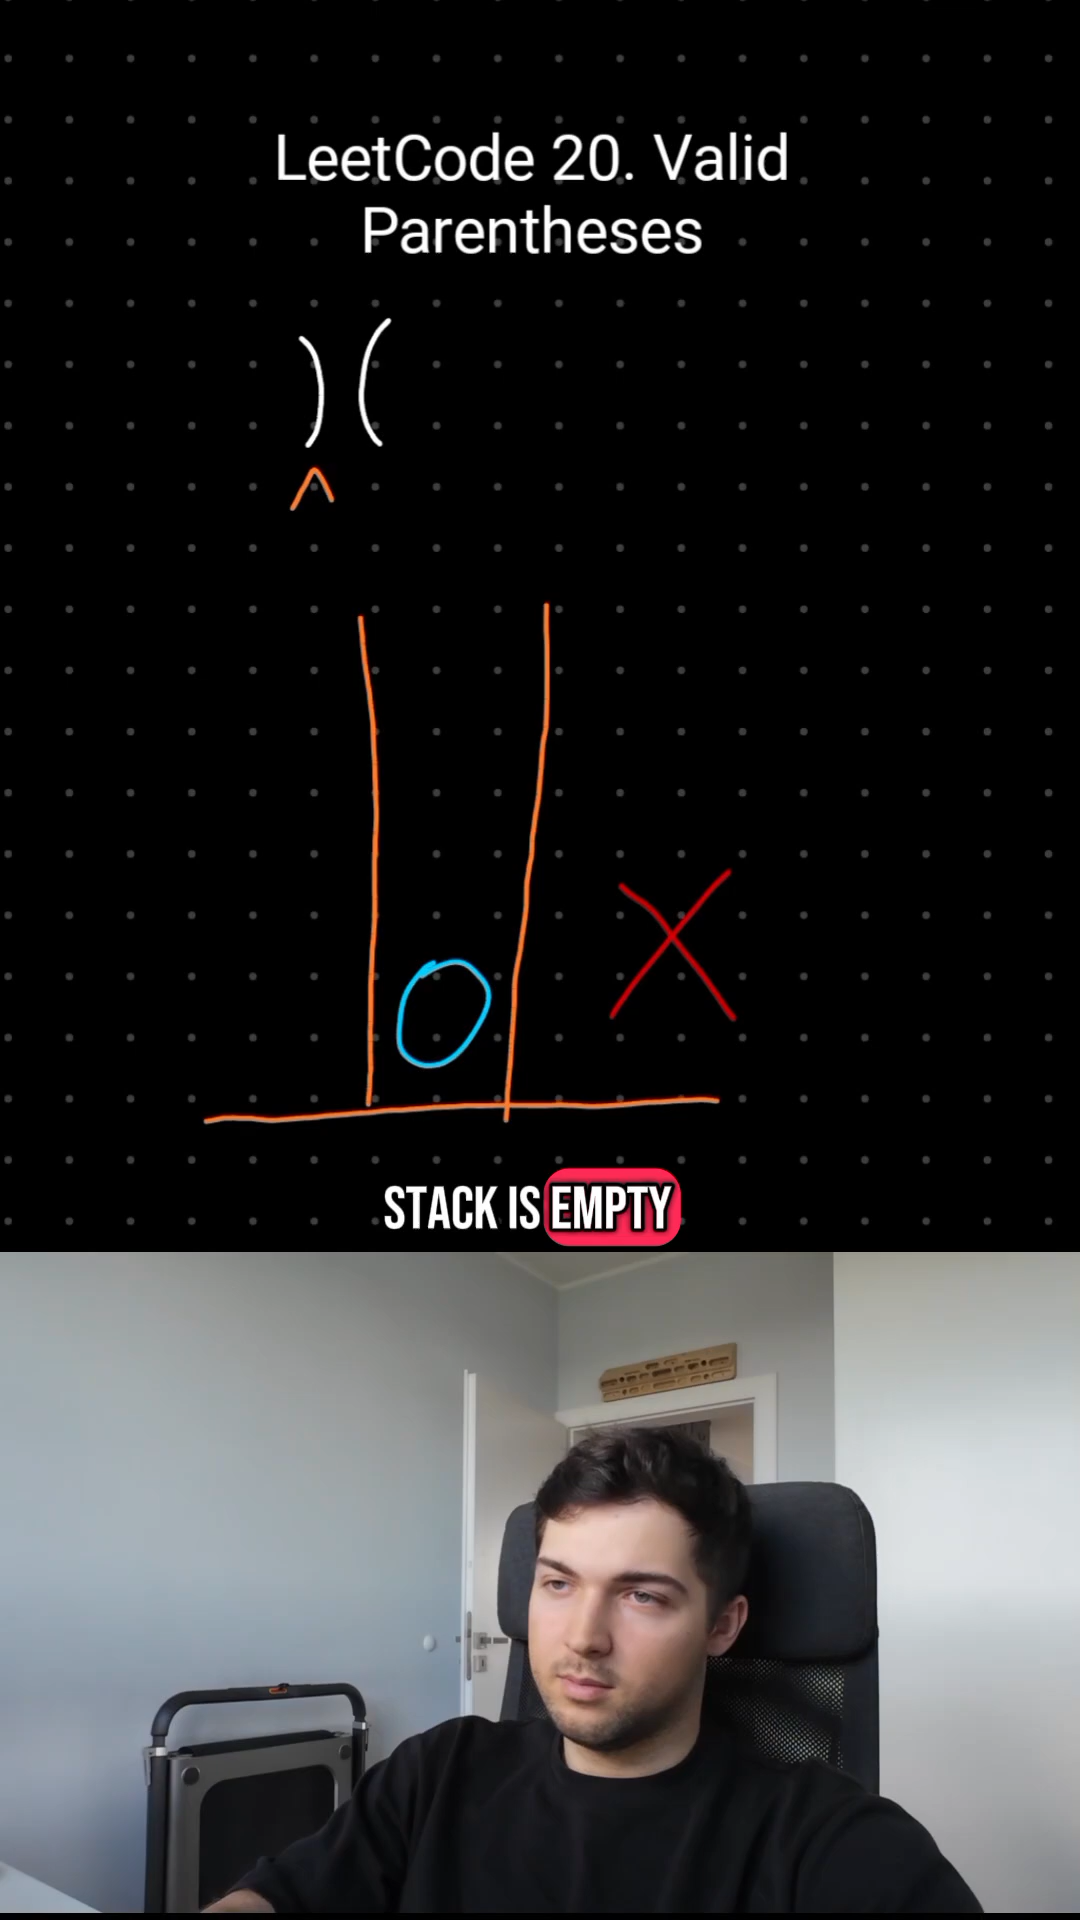 LeetCode 20. Valid
Parentheses
) (
STACK IS EMPTY